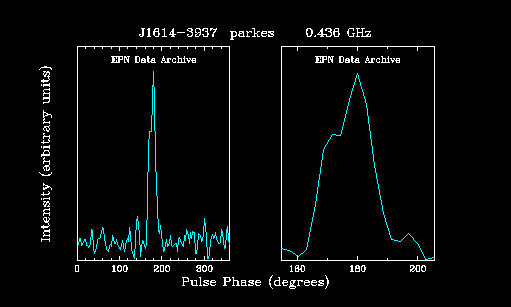 J1614-3937 parkes 0.436 GHz
EPN Data Archive
EPN Data Archive
Intensity (arbitrary units)
0 100 200 300
160 180 200
Pulse Phase (degrees)